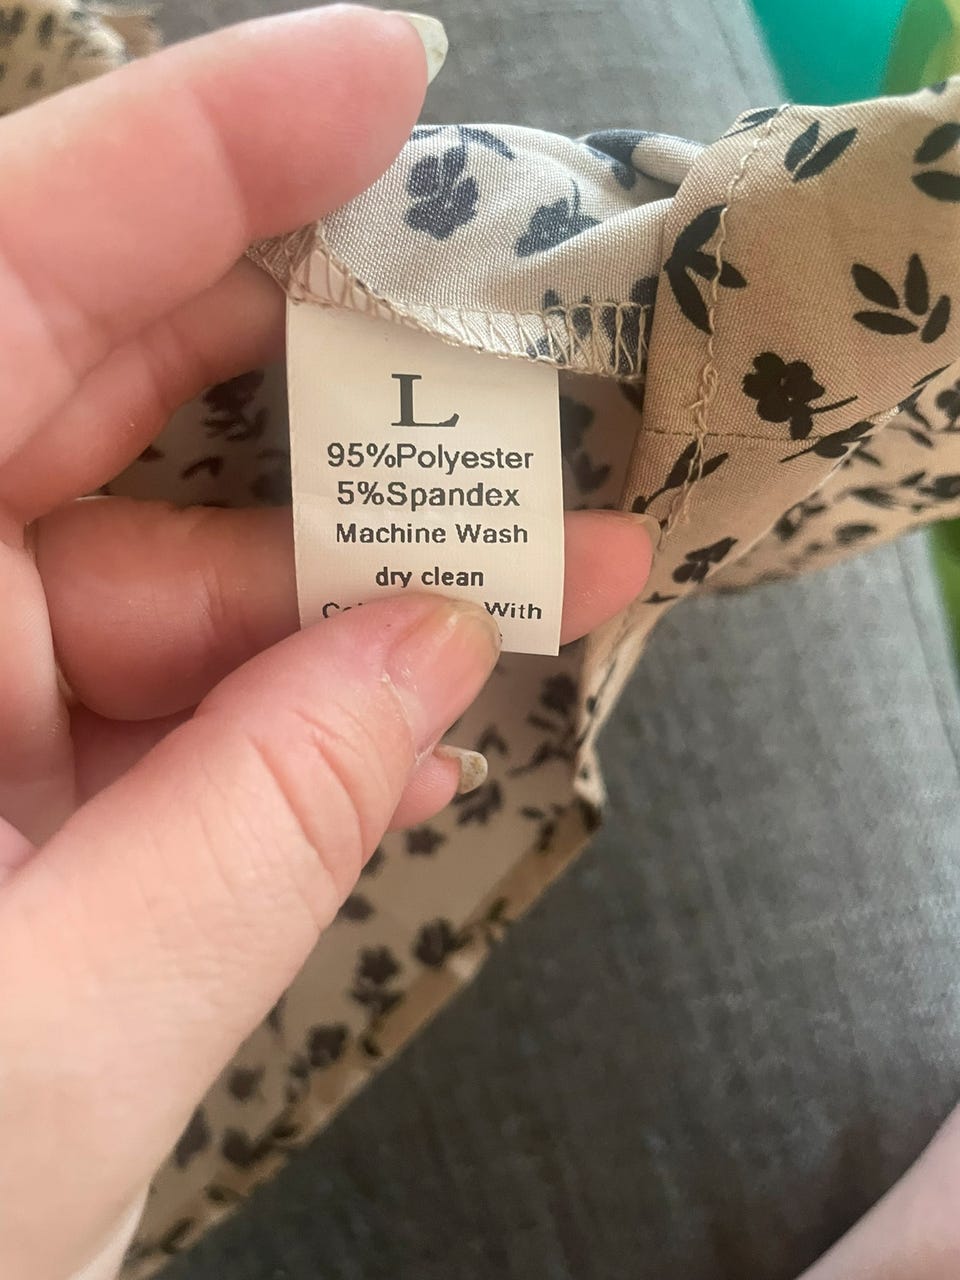 L
95%Polyester
5%Spandex
Machine Wash
dry clean
With